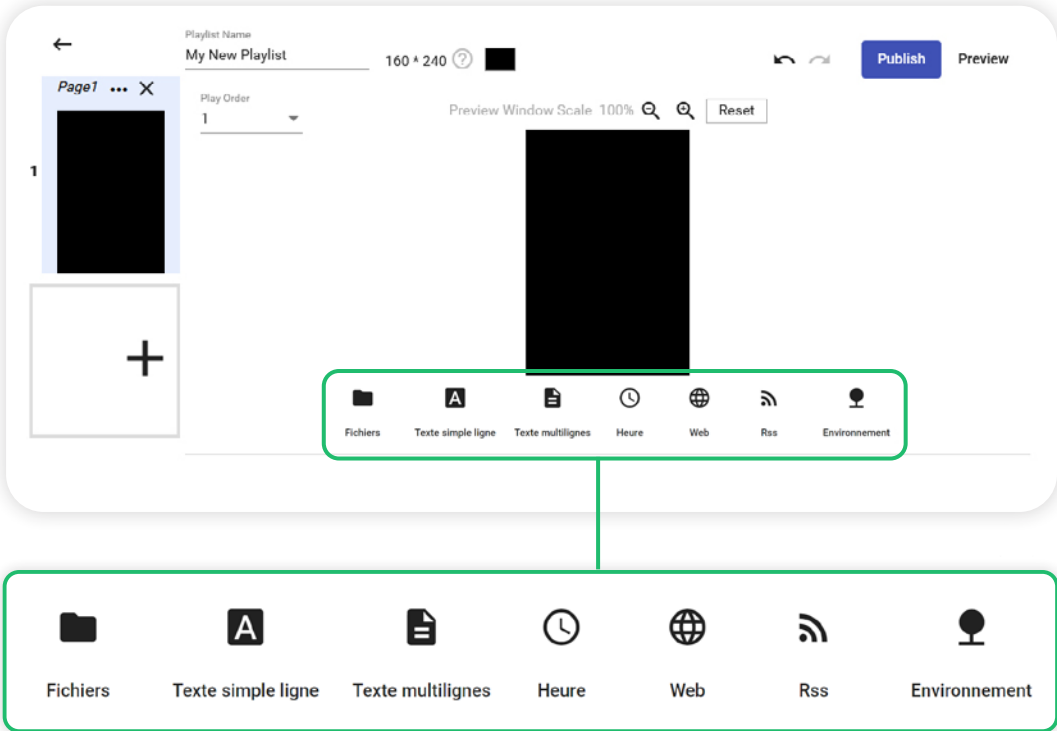 Playlist Name
My New Playlist
160 * 240 ?
Publish
Preview
Page1 •••
Play Order
1
Preview Window Scale 100%
Reset
1
Fichiers
Texte simple ligne
Texte multilignes
Heure
Web
Rss
Environnement
Fichiers
Texte simple ligne
Texte multilignes
Heure
Web
Rss
Environnement